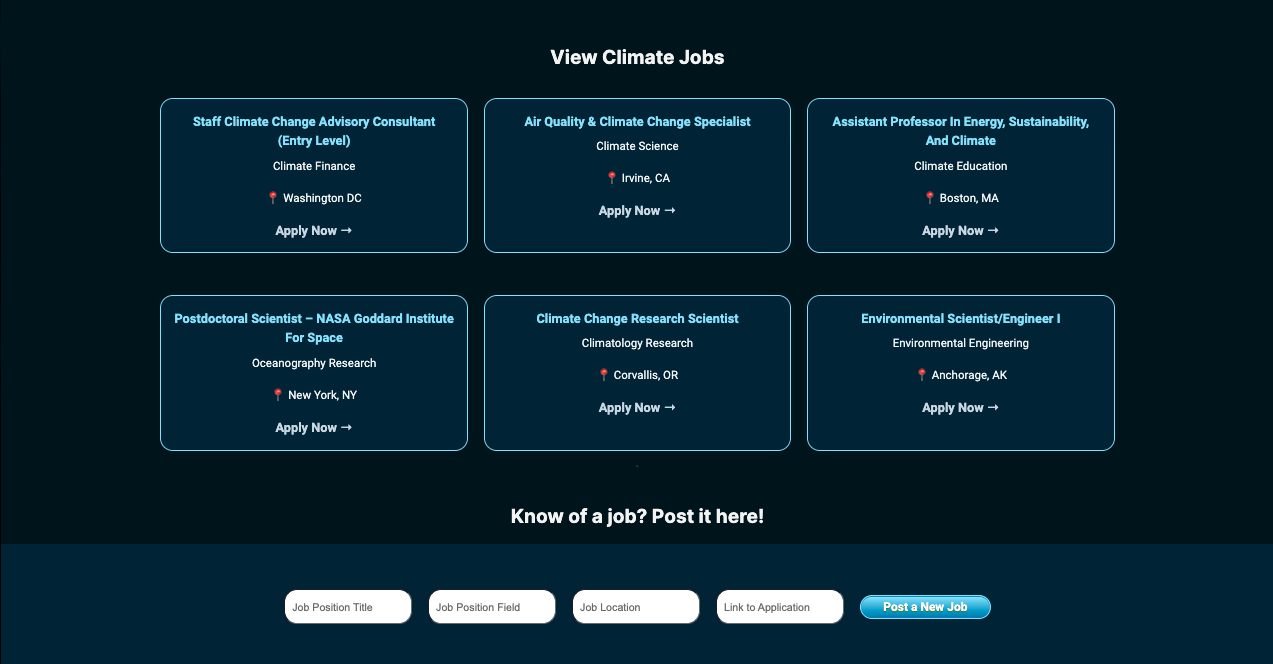 View Climate Jobs
Staff Climate Change Advisory Consultant
(Entry Level)
Climate Finance
📍 Washington DC
Apply Now →
Air Quality & Climate Change Specialist
Climate Science
📍 Irvine, CA
Apply Now →
Assistant Professor In Energy, Sustainability,
And Climate
Climate Education
📍 Boston, MA
Apply Now →
Postdoctoral Scientist – NASA Goddard Institute
For Space
Oceanography Research
📍 New York, NY
Apply Now →
Climate Change Research Scientist
Climatology Research
📍 Corvallis, OR
Apply Now →
Environmental Scientist/Engineer I
Environmental Engineering
📍 Anchorage, AK
Apply Now →
Know of a job? Post it here!
Job Position Title
Job Position Field
Job Location
Link to Application
Post a New Job